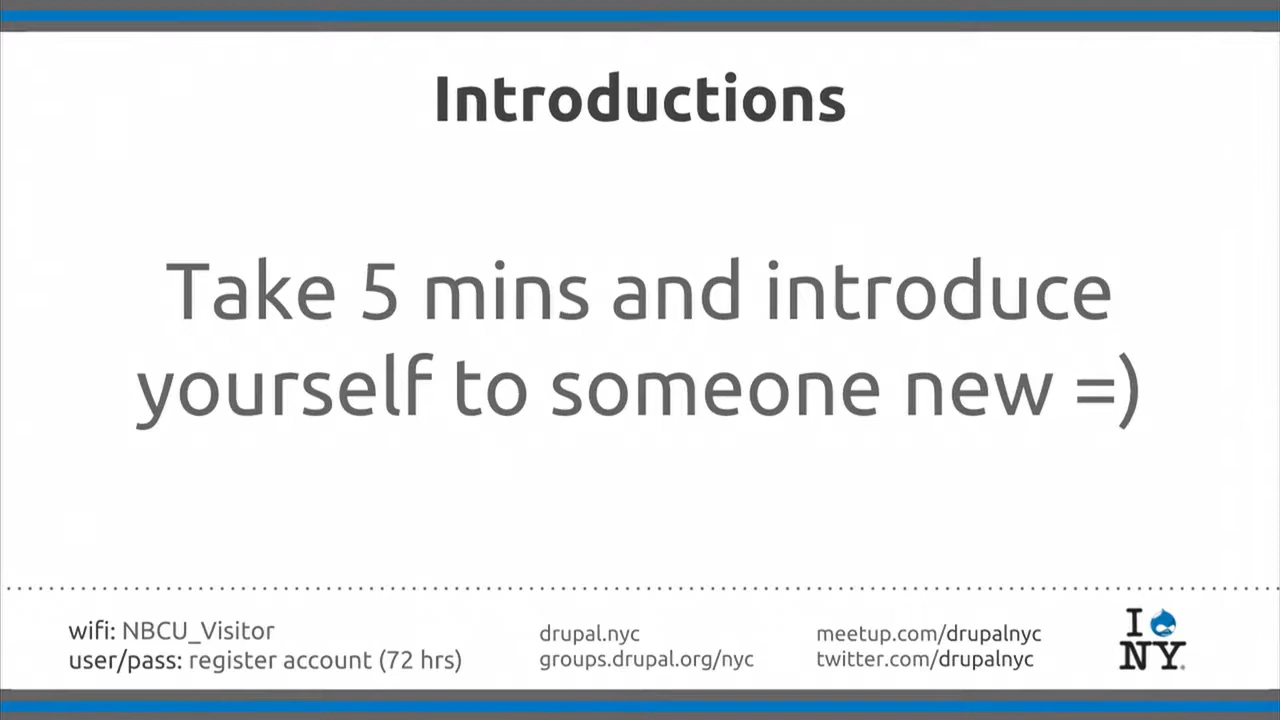 Introductions
Take 5 mins and introduce
yourself to someone new =)
wifi: NBCU_Visitor
user/pass: register account (72 hrs)
drupal.nyc
groups.drupal.org/nyc
meetup.com/drupalnyc
twitter.com/drupalnyc
I
NY